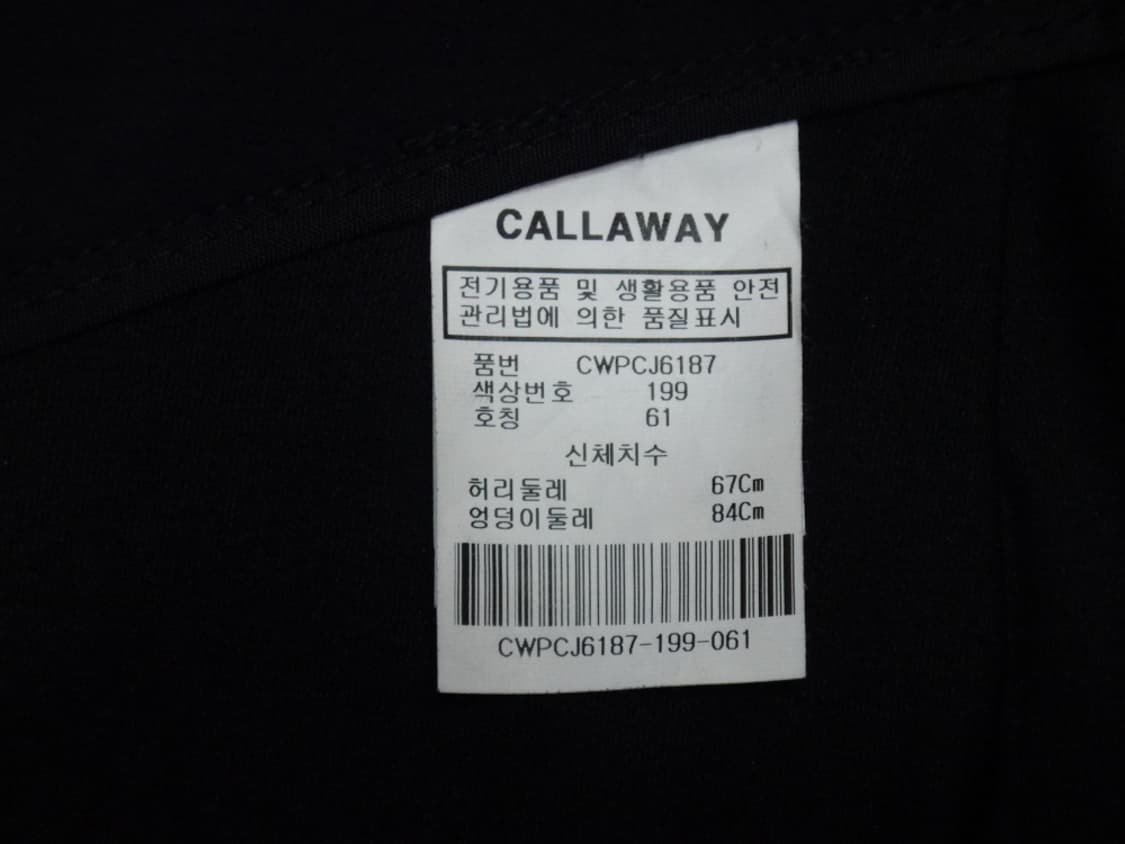 CALLAWAY
전기용품 및 생활용품 안전
관리법에 의한 품질표시
품번 CWPCJ6187
색상번호 199
호칭 61
신체치수
허리둘레 67Cm
엉덩이둘레 84Cm
CWPCJ6187-199-061